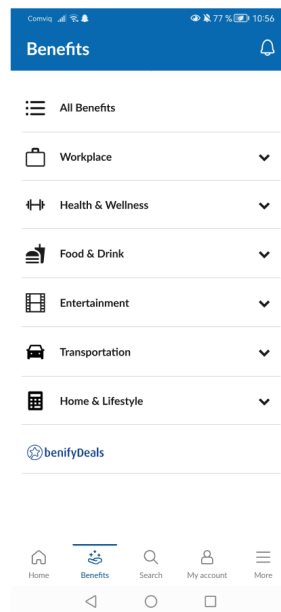 Comviq 77 % 10:56
Benefits
All Benefits
Workplace
Health & Wellness
Food & Drink
Entertainment
Transportation
Home & Lifestyle
benifyDeals
Home Benefits Search My account More